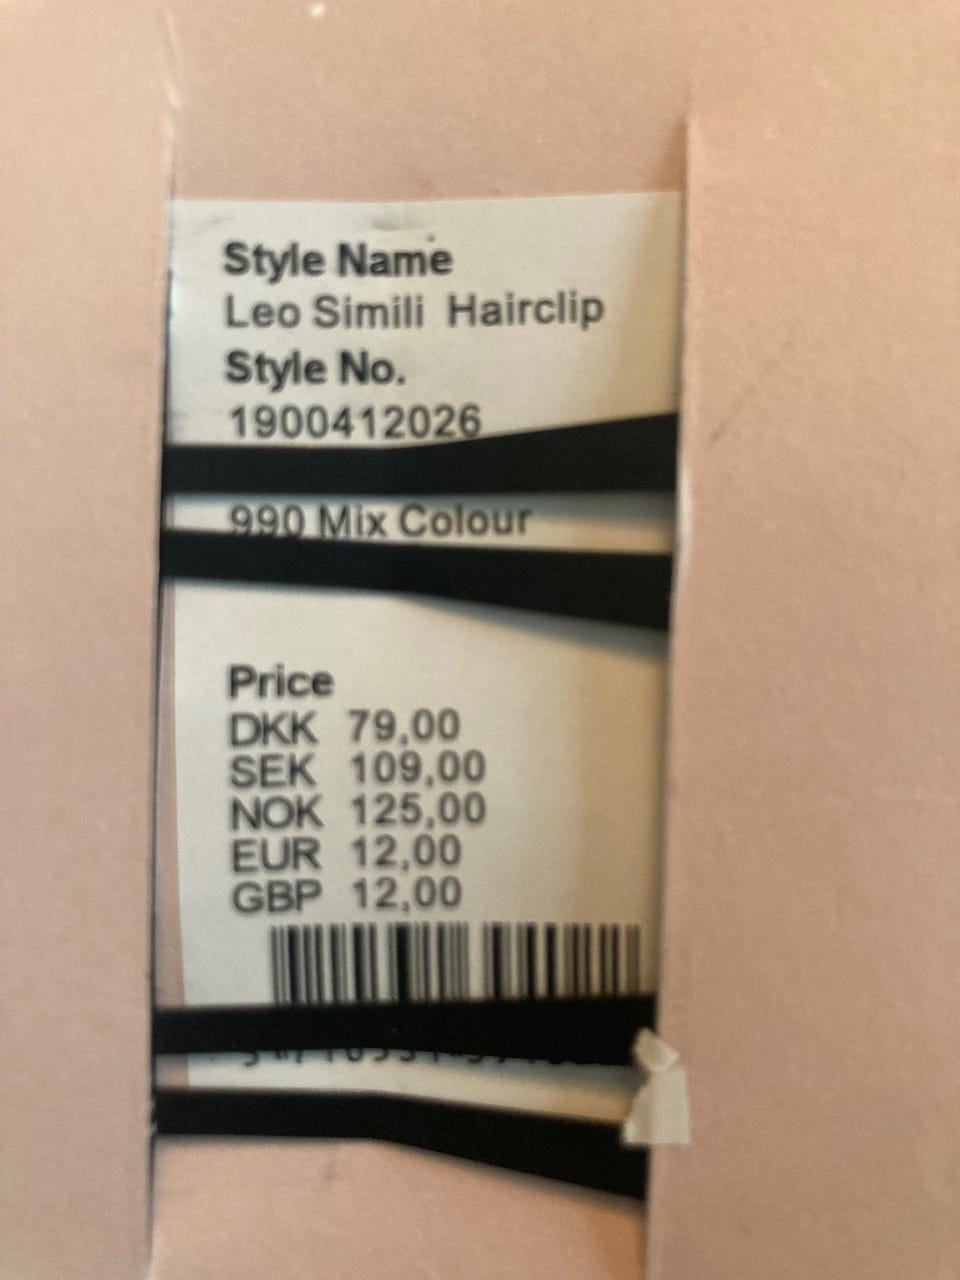 Style Name
Leo Simili Hairclip
Style No.
1900412026
990 Mix Colour
Price
DKK 79,00
SEK 109,00
NOK 125,00
EUR 12,00
GBP 12,00